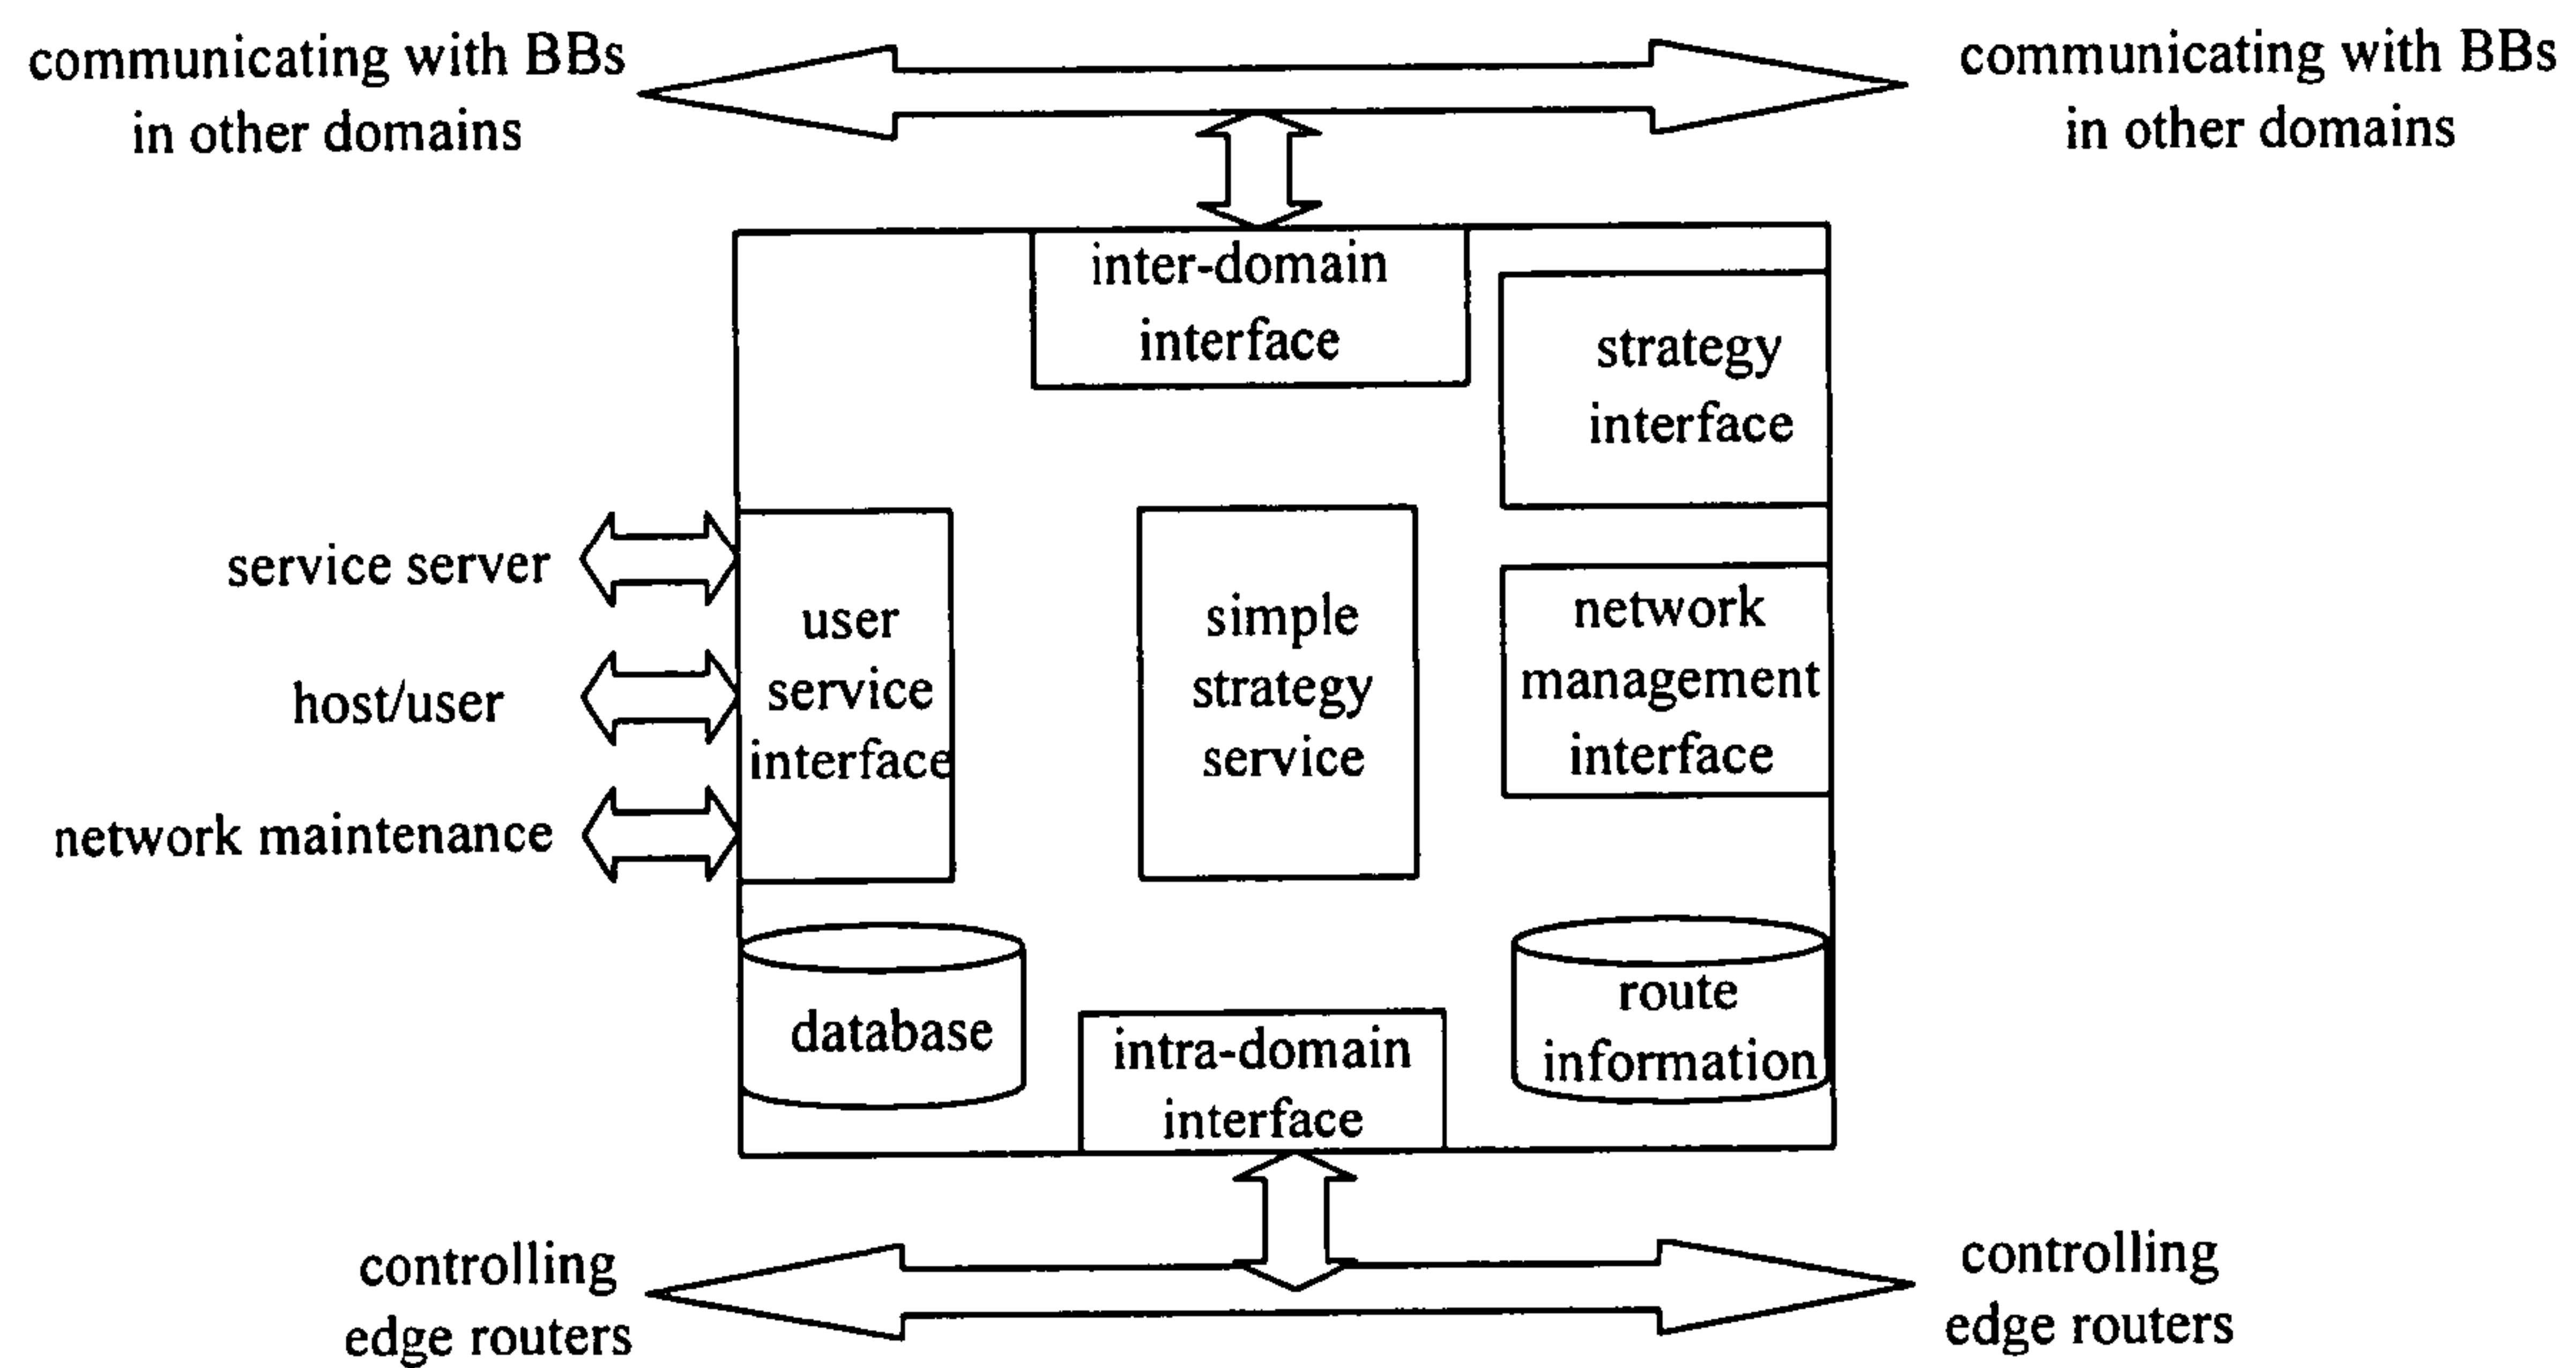 communicating with BBs
in other domains
communicating with BBs
in other domains
inter-domain
interface
strategy
interface
service server
host/user
network maintenance
user
service
interface
simple
strategy
service
network
management
interface
database
intra-domain
interface
route
information
controlling
edge routers
controlling
edge routers